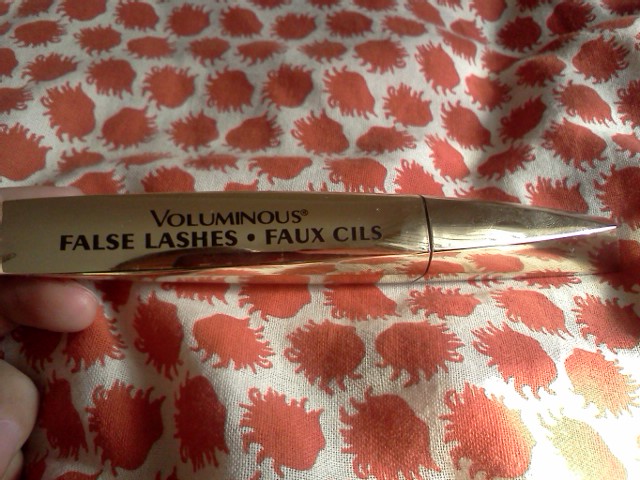 VOLUMINOUS®
FALSE LASHES • FAUX CILS